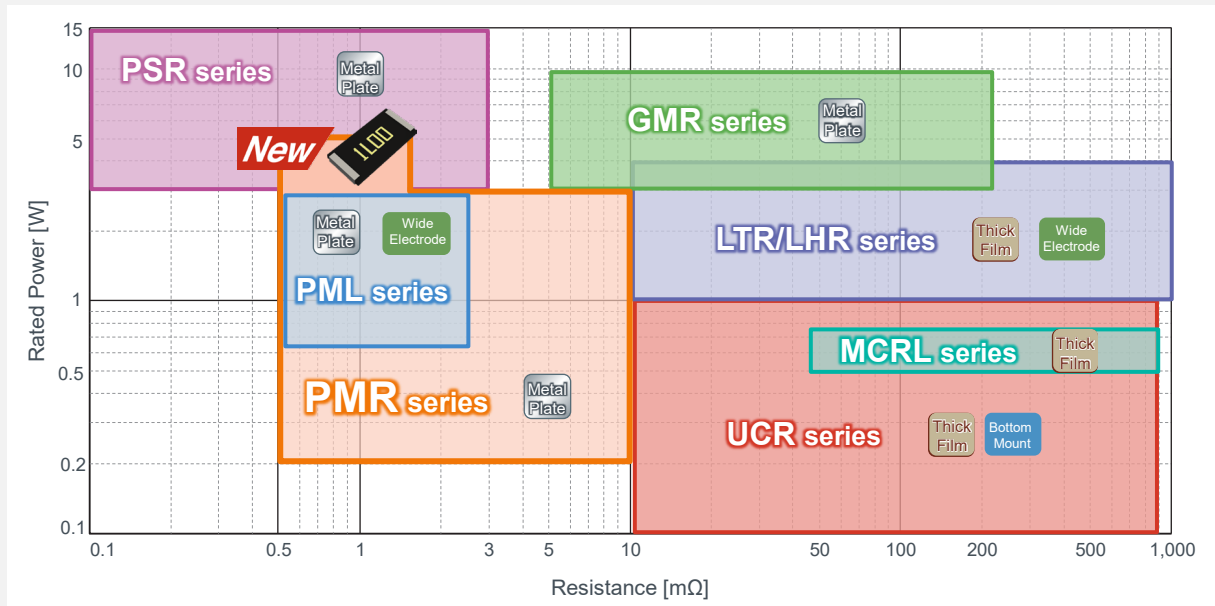 15
10
5
1
0.5
0.2
0.1
Rated Power [W]
PSR series
Metal
Plate
New
1L00
GMR series
Metal
Plate
Metal
Plate
Wide
Electrode
PML series
LTR/LHR series
Thick
Film
Wide
Electrode
MCRL series
Thick
Film
PMR series
Metal
Plate
UCR series
Thick
Film
Bottom
Mount
0.1
0.5
1
3
5
10
50
100
200
500
1,000
Resistance [mΩ]